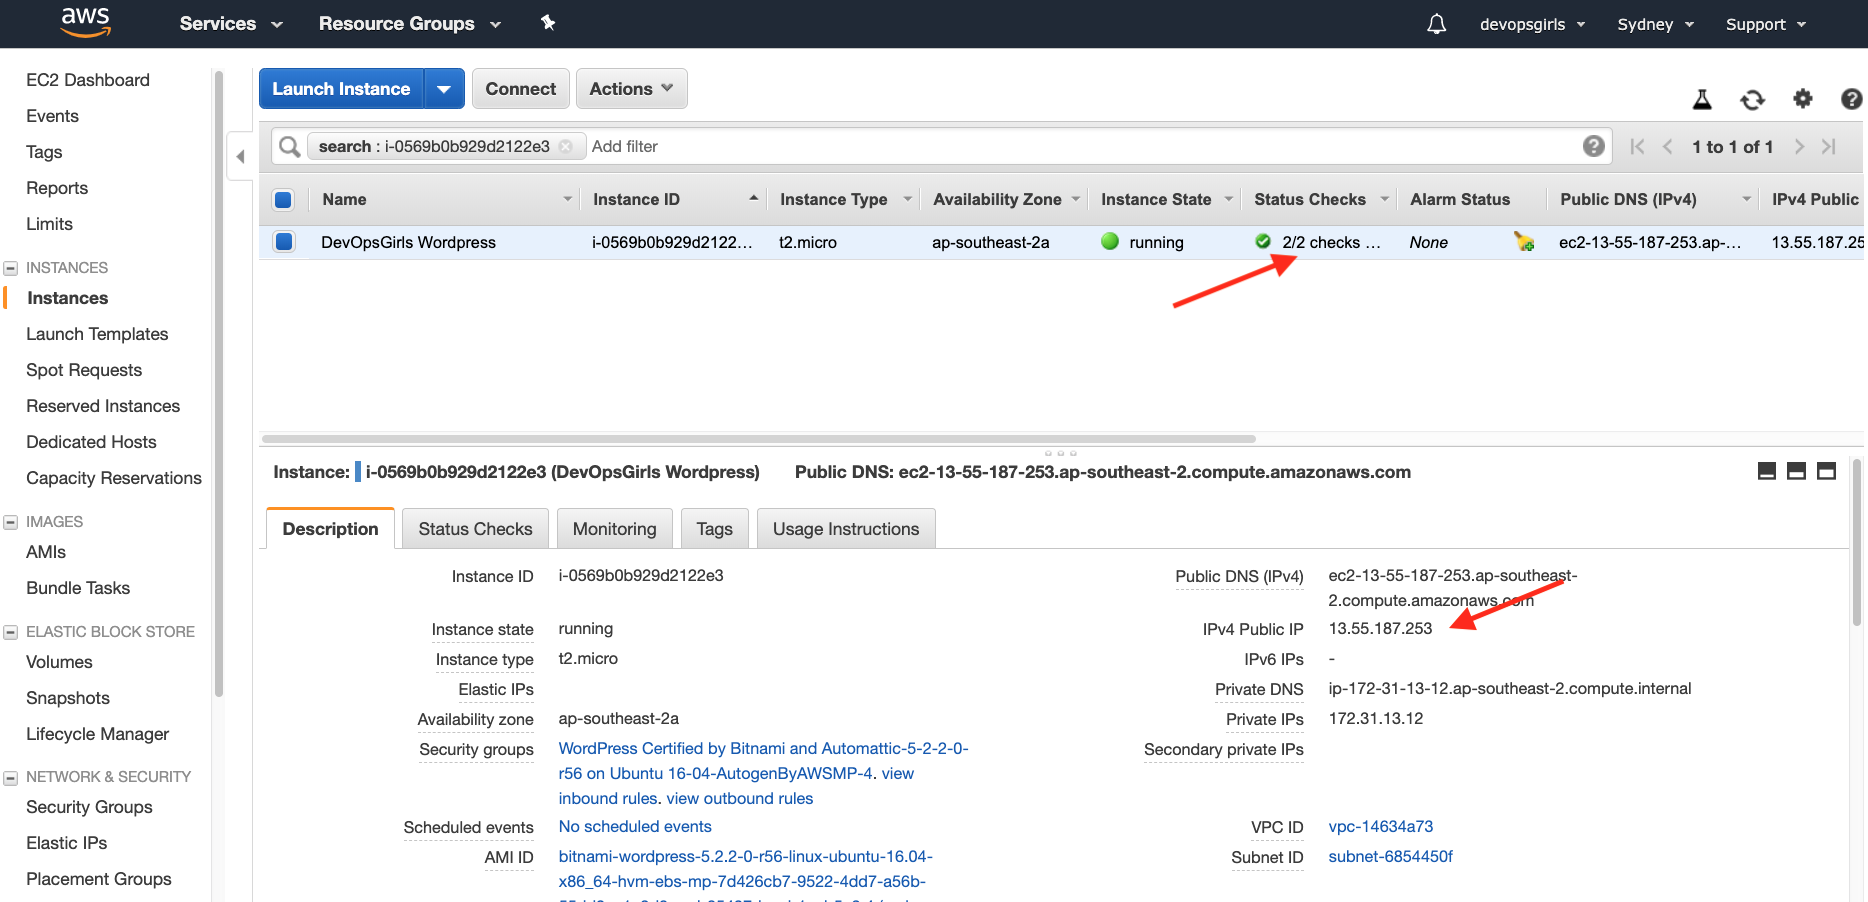 aws Services Resource Groups devopsgirls Sydney Support
EC2 Dashboard
Events
Tags
Reports
Limits
INSTANCES
Instances
Launch Templates
Spot Requests
Reserved Instances
Dedicated Hosts
Capacity Reservations
IMAGES
AMIs
Bundle Tasks
ELASTIC BLOCK STORE
Volumes
Snapshots
Lifecycle Manager
NETWORK & SECURITY
Security Groups
Elastic IPs
Placement Groups
Launch Instance Connect Actions
search : i-0569b0b929d2122e3 Add filter 1 to 1 of 1
Name Instance ID Instance Type Availability Zone Instance State Status Checks Alarm Status Public DNS (IPv4) IPv4 Public
DevOpsGirls Wordpress i-0569b0b929d2122... t2.micro ap-southeast-2a running 2/2 checks ... None ec2-13-55-187-253.ap-... 13.55.187.25
Instance: i-0569b0b929d2122e3 (DevOpsGirls Wordpress) Public DNS: ec2-13-55-187-253.ap-southeast-2.compute.amazonaws.com
Description Status Checks Monitoring Tags Usage Instructions
Instance ID i-0569b0b929d2122e3
Instance state running
Instance type t2.micro
Elastic IPs
Availability zone ap-southeast-2a
Security groups WordPress Certified by Bitnami and Automattic-5-2-2-0-
r56 on Ubuntu 16-04-AutogenByAWSMP-4. view
inbound rules. view outbound rules
Scheduled events No scheduled events
AMI ID bitnami-wordpress-5.2.2-0-r56-linux-ubuntu-16.04-
x86_64-hvm-ebs-mp-7d426cb7-9522-4dd7-a56b-
Public DNS (IPv4) ec2-13-55-187-253.ap-southeast-
2.compute.amazonaws.com
IPv4 Public IP 13.55.187.253
IPv6 IPs -
Private DNS ip-172-31-13-12.ap-southeast-2.compute.internal
Private IPs 172.31.13.12
Secondary private IPs
VPC ID vpc-14634a73
Subnet ID subnet-6854450f